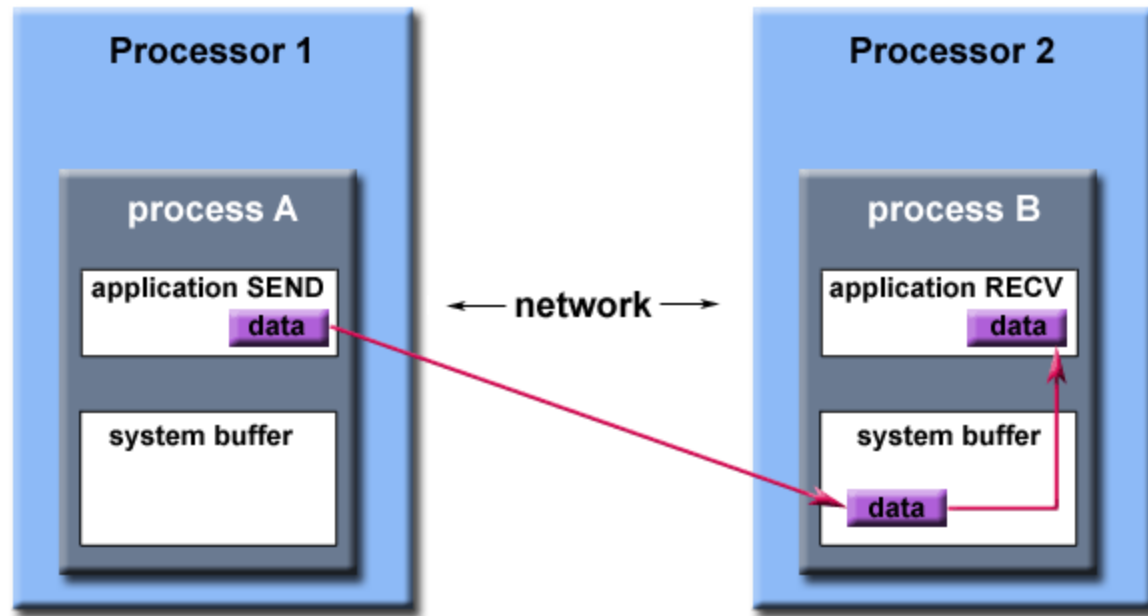 Processor 1
process A
application SEND
data
system buffer
network
Processor 2
process B
application RECV
data
system buffer
data